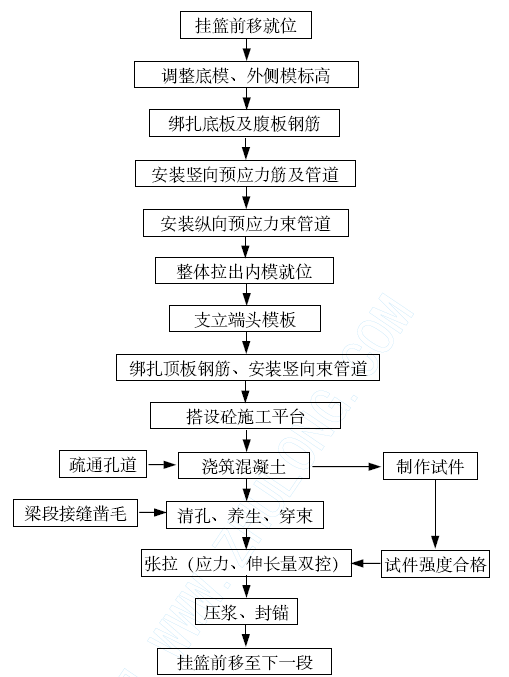 挂篮前移就位
调整底模、外侧模标高
绑扎底板及腹板钢筋
安装竖向预应力筋及管道
安装纵向预应力束管道
整体拉出内模就位
支立端头模板
绑扎顶板钢筋、安装竖向束管道
搭设砼施工平台
疏通孔道
浇筑混凝土
制作试件
梁段接缝凿毛
清孔、养生、穿束
张拉（应力、伸长量双控）
试件强度合格
压浆、封锚
挂篮前移至下一段